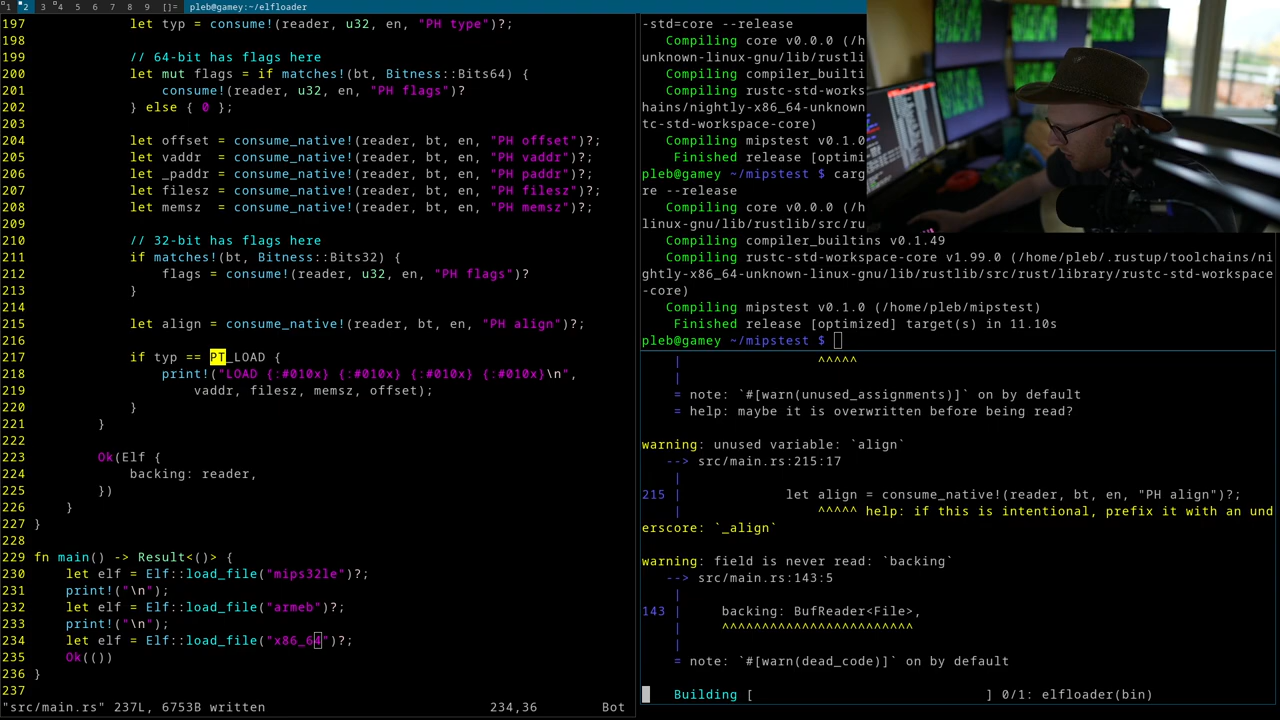 1 2 3 4 5 6 7 8 9 []= pleb@gamey:~/elfloader
197 let typ = consume!(reader, u32, en, "PH type")?;
198
199 // 64-bit has flags here
200 let mut flags = if matches!(bt, Bitness::Bits64) {
201 consume!(reader, u32, en, "PH flags")?
202 } else { 0 };
203
204 let offset = consume_native!(reader, bt, en, "PH offset")?;
205 let vaddr  = consume_native!(reader, bt, en, "PH vaddr")?;
206 let _paddr = consume_native!(reader, bt, en, "PH paddr")?;
207 let filesz = consume_native!(reader, bt, en, "PH filesz")?;
208 let memsz  = consume_native!(reader, bt, en, "PH memsz")?;
209
210 // 32-bit has flags here
211 if matches!(bt, Bitness::Bits32) {
212 flags = consume!(reader, u32, en, "PH flags")?
213 }
214
215 let align = consume_native!(reader, bt, en, "PH align")?;
216
217 if typ == PT_LOAD {
218 print!("LOAD {:#010x} {:#010x} {:#010x} {:#010x}\n",
219 vaddr, filesz, memsz, offset);
220 }
221 }
222
223 Ok(Elf {
224 backing: reader,
225 })
226 }
227 }
228
229 fn main() -> Result<()> {
230 let elf = Elf::load_file("mips32le")?;
231 print!("\n");
232 let elf = Elf::load_file("armeb")?;
233 print!("\n");
234 let elf = Elf::load_file("x86_64")?;
235 Ok(())
236 }
237
"src/main.rs" 237L, 6753B written 234,36 Bot
-std=core --release
Compiling core v0.0.0 (/h
unknown-linux-gnu/lib/rustli
Compiling compiler_builti
Compiling rustc-std-works
hains/nightly-x86_64-unknown
tc-std-workspace-core)
Compiling mipstest v0.1.0
Finished release [optimi
pleb@gamey ~/mipstest $ carg
re --release
Compiling core v0.0.0 (/h
linux-gnu/lib/rustlib/src/ru
Compiling compiler_builtins v0.1.49
Compiling rustc-std-workspace-core v1.99.0 (/home/pleb/.rustup/toolchains/ni
ghtly-x86_64-unknown-linux-gnu/lib/rustlib/src/rust/library/rustc-std-workspace
-core)
Compiling mipstest v0.1.0 (/home/pleb/mipstest)
Finished release [optimized] target(s) in 11.10s
pleb@gamey ~/mipstest $
| ^^^^^
|
= note: `#[warn(unused_assignments)]` on by default
= help: maybe it is overwritten before being read?
warning: unused variable: `align`
--> src/main.rs:215:17
|
215 | let align = consume_native!(reader, bt, en, "PH align")?;
| ^^^^^ help: if this is intentional, prefix it with an und
erscore: `_align`
warning: field is never read: `backing`
--> src/main.rs:143:5
|
143 | backing: BufReader<File>,
| ^^^^^^^^^^^^^^^^^^^^^^^^
|
= note: `#[warn(dead_code)]` on by default
Building [ ] 0/1: elfloader(bin)